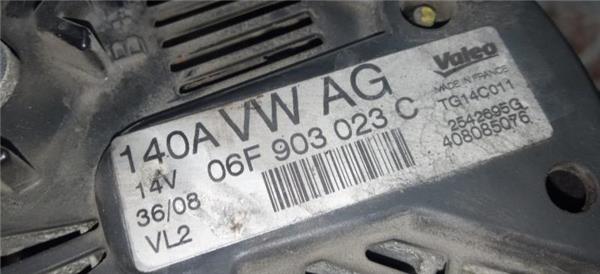 140A VW AG
14V 06F 903 023 C
36/08
VL2
Valeo
MADE IN FRANCE
TG14C011
2542695G
408085076